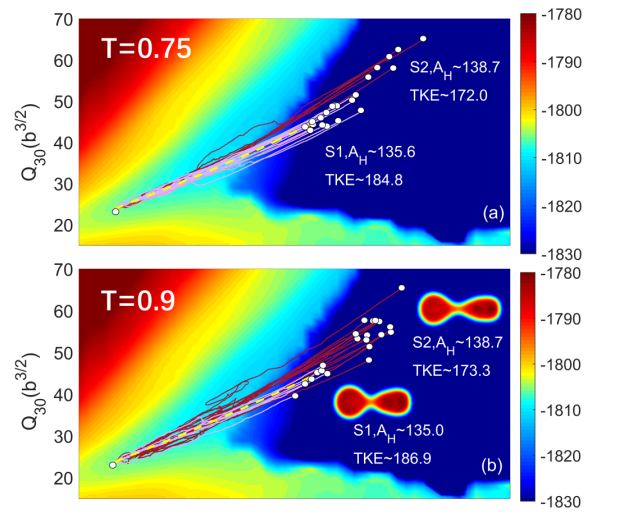 70
60
50
40
30
20
Q30(b3/2)
T=0.75
S2,AH~138.7
TKE~172.0
S1,AH~135.6
TKE~184.8
(a)
-1780
-1790
-1800
-1810
-1820
-1830
70
60
50
40
30
20
Q30(b3/2)
T=0.9
S2,AH~138.7
TKE~173.3
S1,AH~135.0
TKE~186.9
(b)
-1780
-1790
-1800
-1810
-1820
-1830